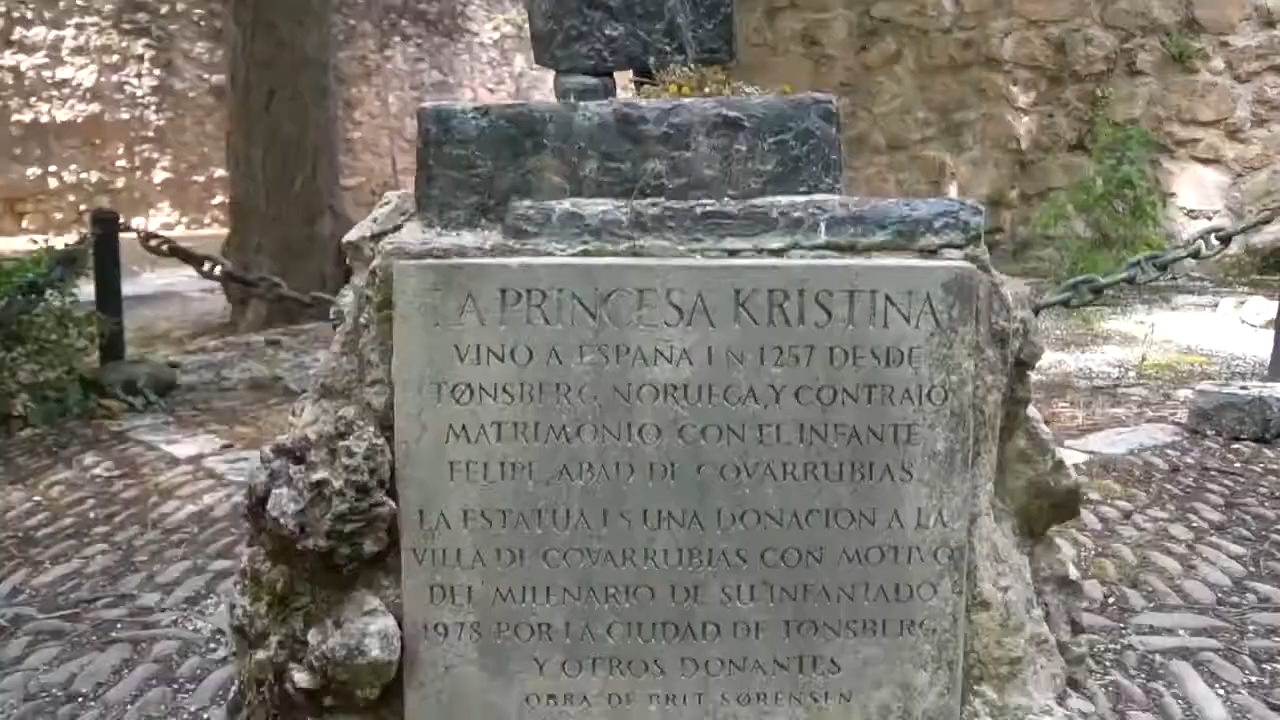 LA PRINCESA KRISTINA
VINO A ESPAÑA EN 1257 DESDE
TØNSBERG, NORUEGA, Y CONTRAJO
MATRIMONIO CON EL INFANTE
FELIPE, ABAD DE COVARRUBIAS
LA ESTATUA ES UNA DONACION A LA
VILLA DE COVARRUBIAS CON MOTIVO
DEL MILENARIO DE SU INFANTADO
1978 POR LA CIUDAD DE TØNSBERG
Y OTROS DONANTES
OBRA DE BRIT SØRENSEN